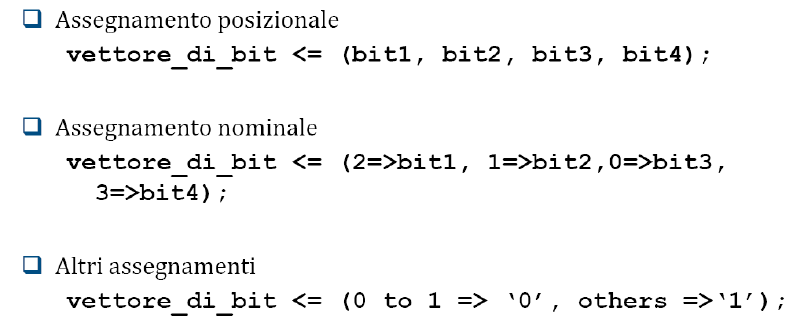 Assegnamento posizionale
vettore_di_bit <= (bit1, bit2, bit3, bit4);
Assegnamento nominale
vettore_di_bit <= (2=>bit1, 1=>bit2,0=>bit3,
3=>bit4);
Altri assegnamenti
vettore_di_bit <= (0 to 1 => ‘0’, others =>‘1’);